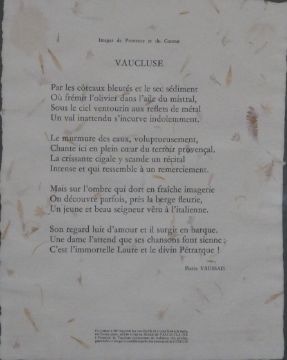 Images de Provence et du Comtat
VAUCLUSE
Par les côteaux bleutés et le sec sédiment
Où frémit l'olivier dans l'aile du mistral,
Sous le ciel ventourin aux reflets de métal
Un val inattendu s'incurve indolemment.
Le murmure des eaux, voluptueusement,
Chante ici en plein cœur du terroir provençal.
La crissante cigale y scande un récital
Intense et qui ressemble à un remerciement.
Mais sur l'ombre qui dort en fraîche imagerie
On découvre parfois, près la berge fleurie,
Un jeune et beau seigneur vêtu à l'italienne.
Son regard luit d'amour et il surgit en barque.
Une dame l'attend que ses chansons font sienne ;
C'est l'immortelle Laure et le divin Pétrarque !
Pierre VAUSSAIS